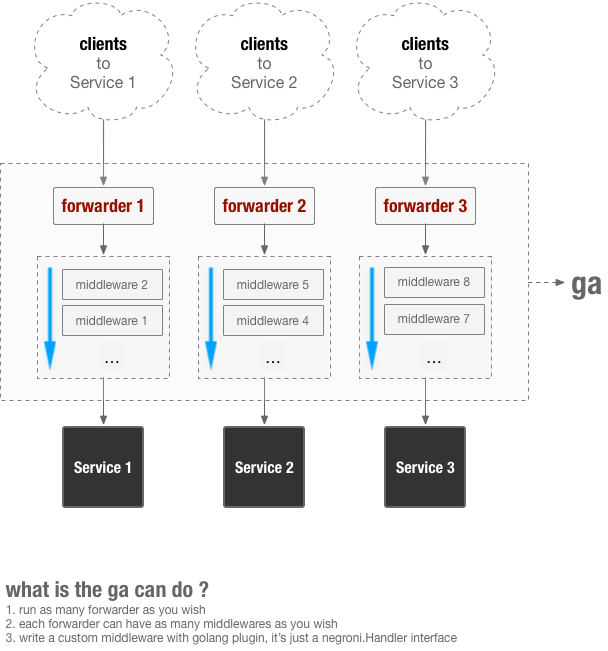 clients
to
Service 1
clients
to
Service 2
clients
to
Service 3
forwarder 1
forwarder 2
forwarder 3
middleware 2
middleware 1
...
middleware 5
middleware 4
...
middleware 8
middleware 7
...
ga
Service 1
Service 2
Service 3
what is the ga can do ?
1. run as many forwarder as you wish
2. each forwarder can have as many middlewares as you wish
3. write a custom middleware with golang plugin, it's just a negroni.Handler interface